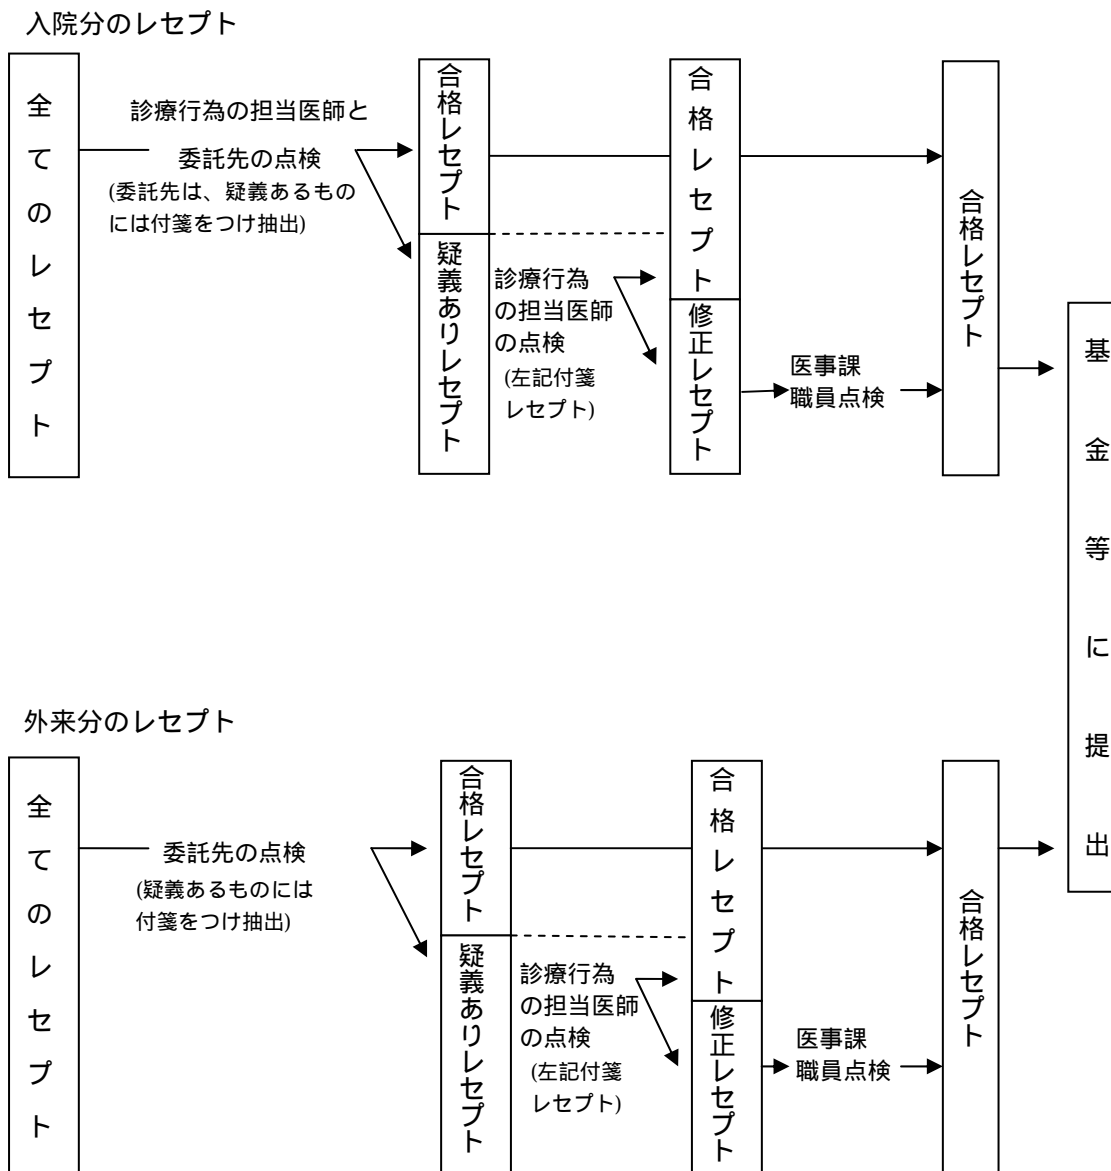 入院分のレセプト
全てのレセプト
診療行為の担当医師と
委託先の点検
(委託先は、疑義あるもの
には付箋をつけ抽出)
合格レセプト
疑義ありレセプト
診療行為
の担当医師
の点検
(左記付箋
レセプト)
合格レセプト
修正レセプト
医事課
職員点検
合格レセプト
基金等に提出
外来分のレセプト
全てのレセプト
委託先の点検
(疑義あるものには
付箋をつけ抽出)
合格レセプト
疑義ありレセプト
診療行為
の担当医師
の点検
(左記付箋
レセプト)
合格レセプト
修正レセプト
医事課
職員点検
合格レセプト